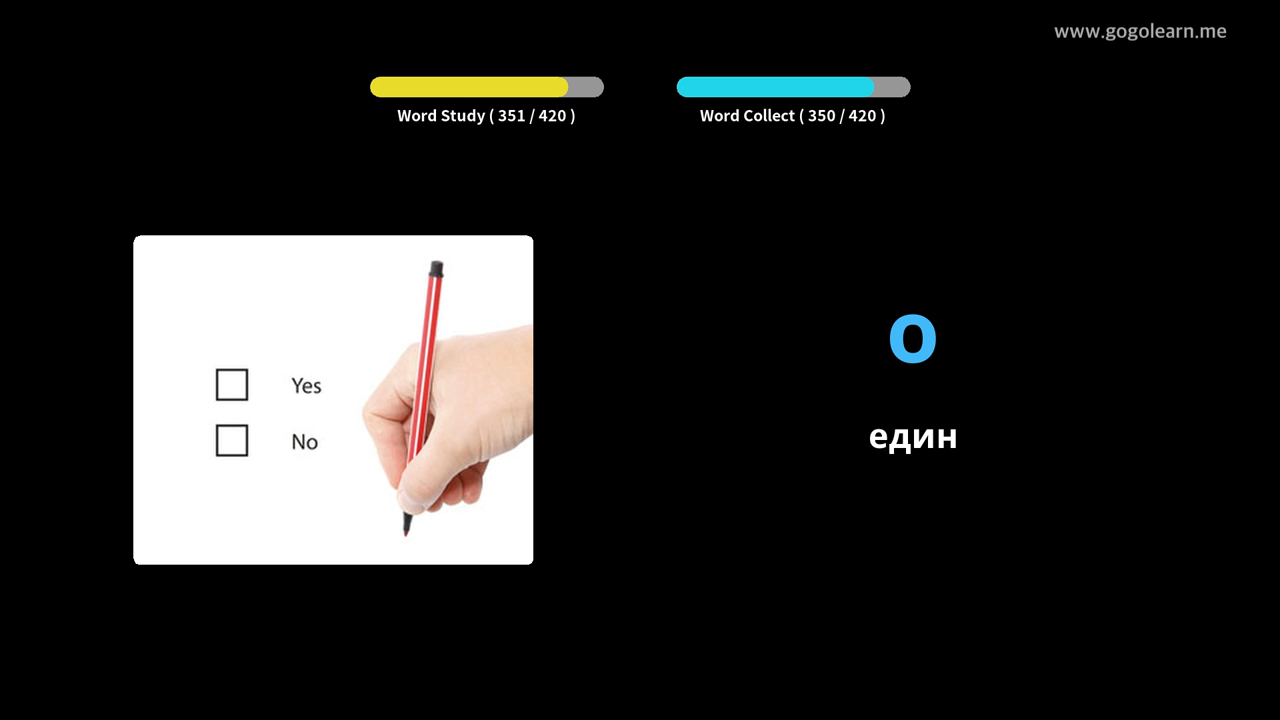 www.gogolearn.me
Word Study ( 351 / 420 )
Word Collect ( 350 / 420 )
Yes
No
o
един